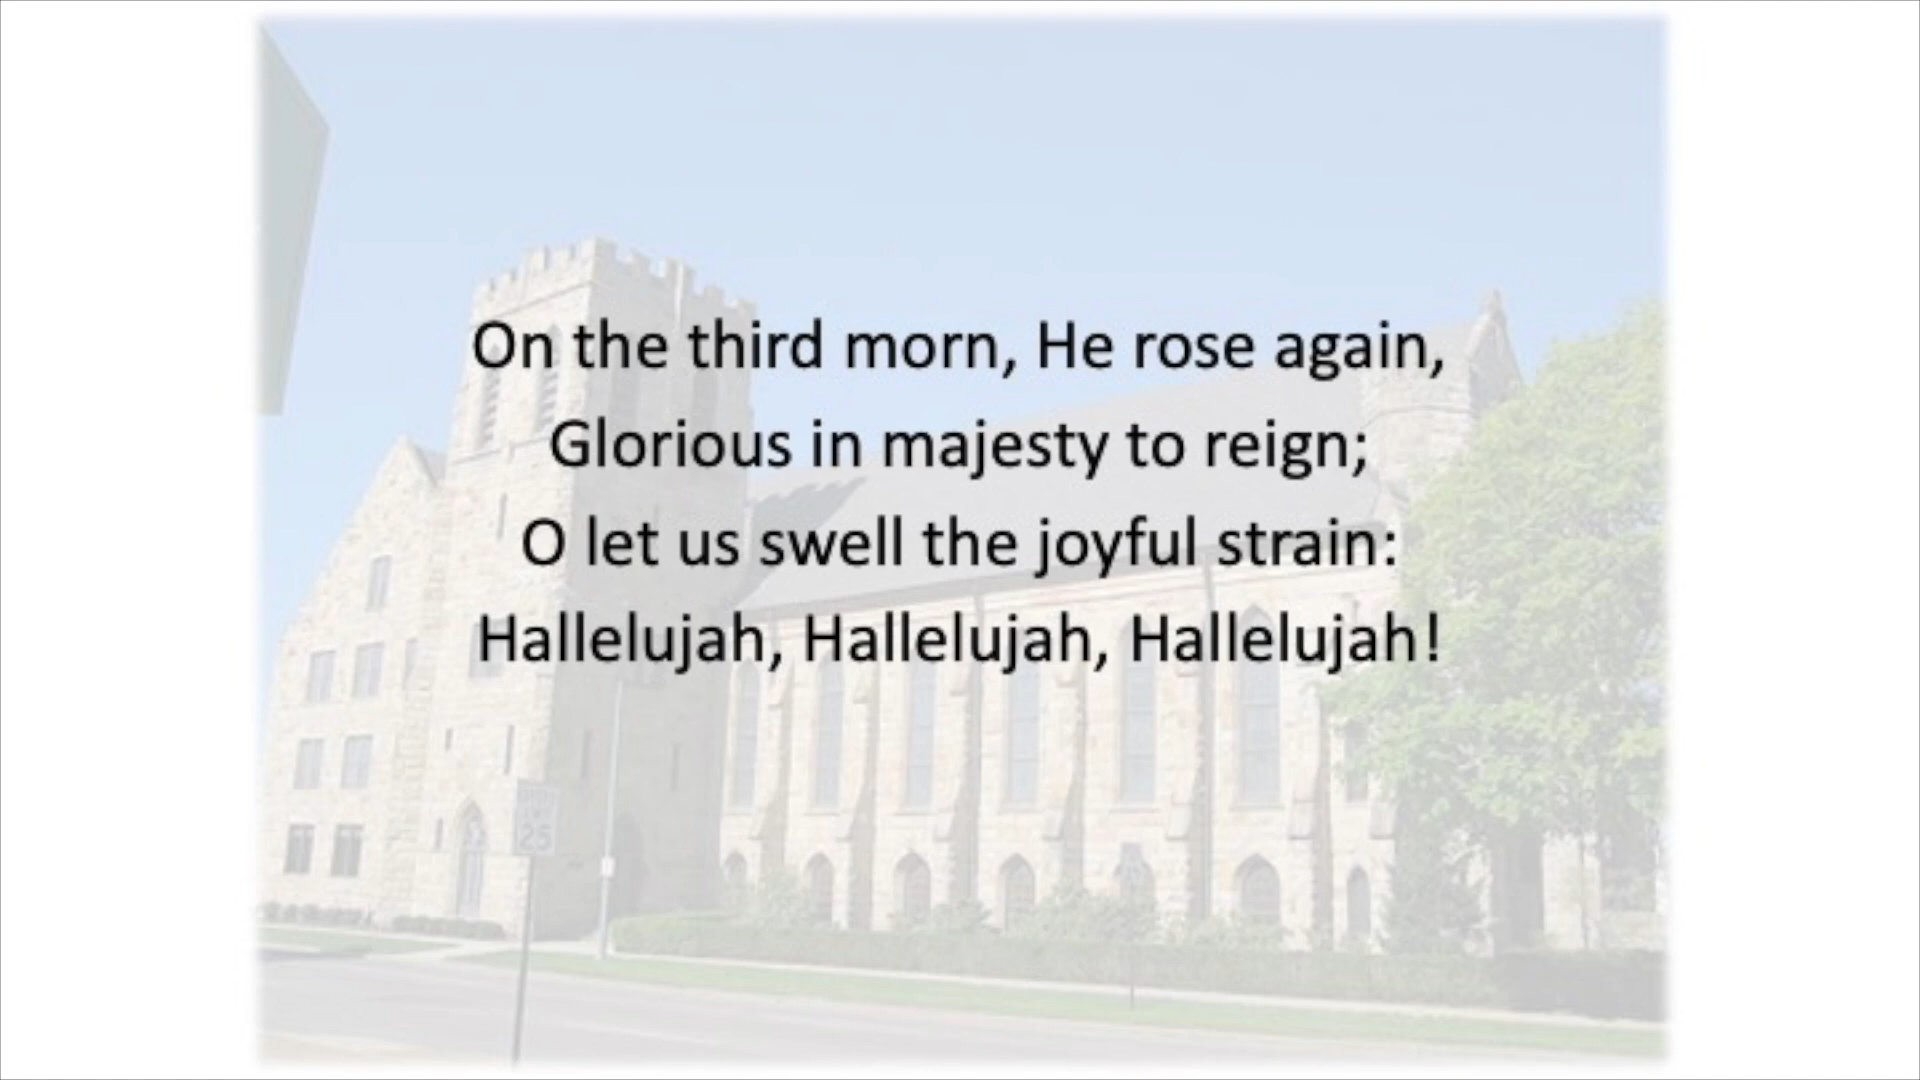 On the third morn, He rose again,
Glorious in majesty to reign;
O let us swell the joyful strain:
Hallelujah, Hallelujah, Hallelujah!
25